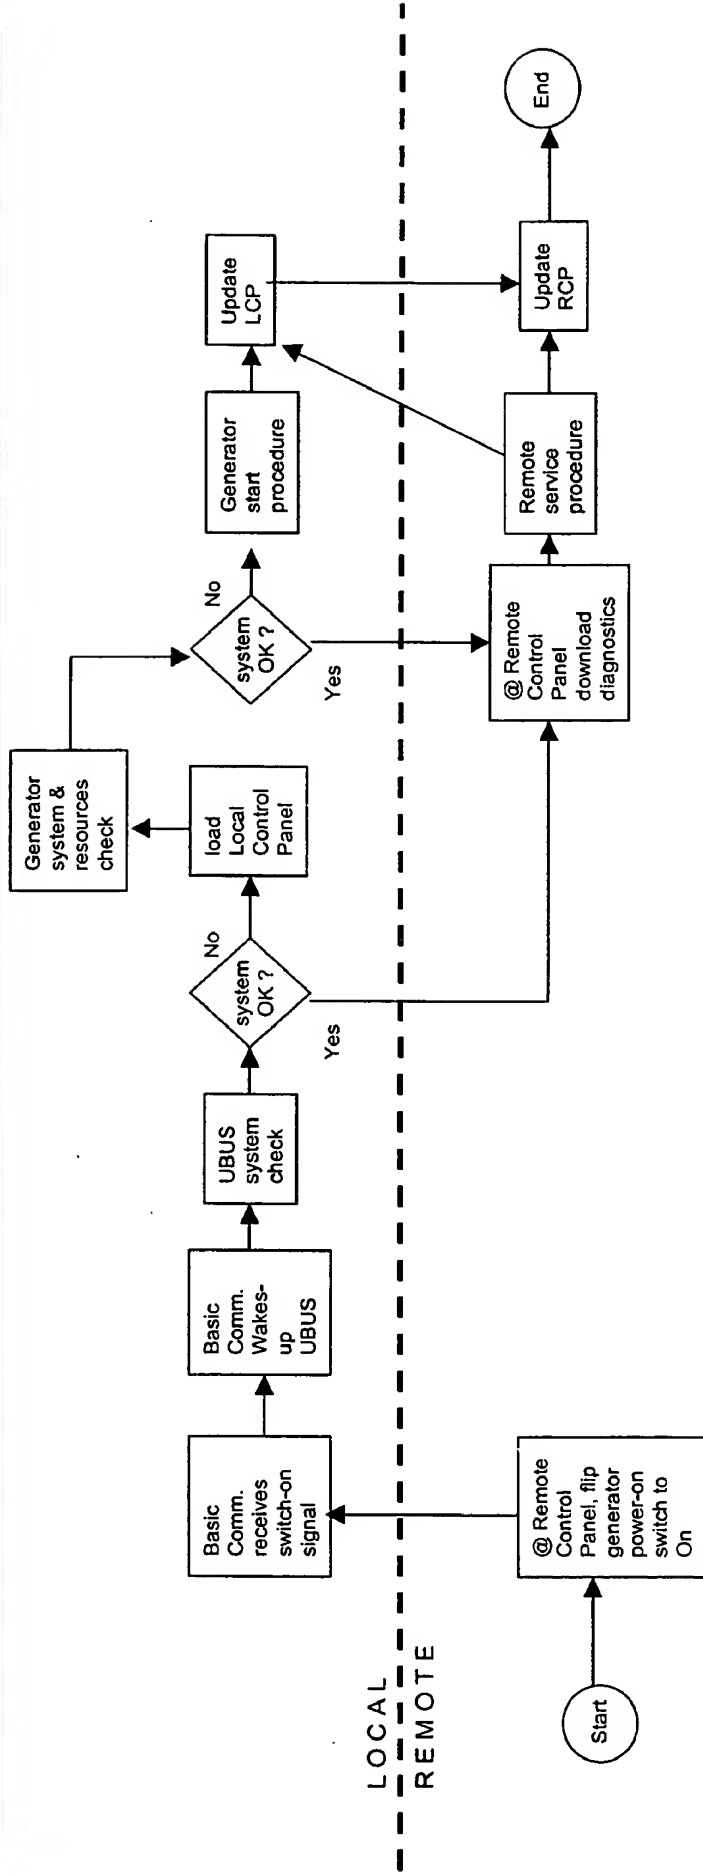 Start
@ Remote
Control
Panel, flip
generator
power-on
switch to
On
Basic
Comm.
receives
switch-on
signal
Basic
Comm.
Wakes-
up
UBUS
UBUS
system
check
system
OK ?
No
Yes
load
Local
Control
Panel
Generator
system &
resources
check
system
OK ?
No
Yes
Generator
start
procedure
Update
LCP
@ Remote
Control
Panel
download
diagnostics
Remote
service
procedure
Update
RCP
End
LOCAL
REMOTE